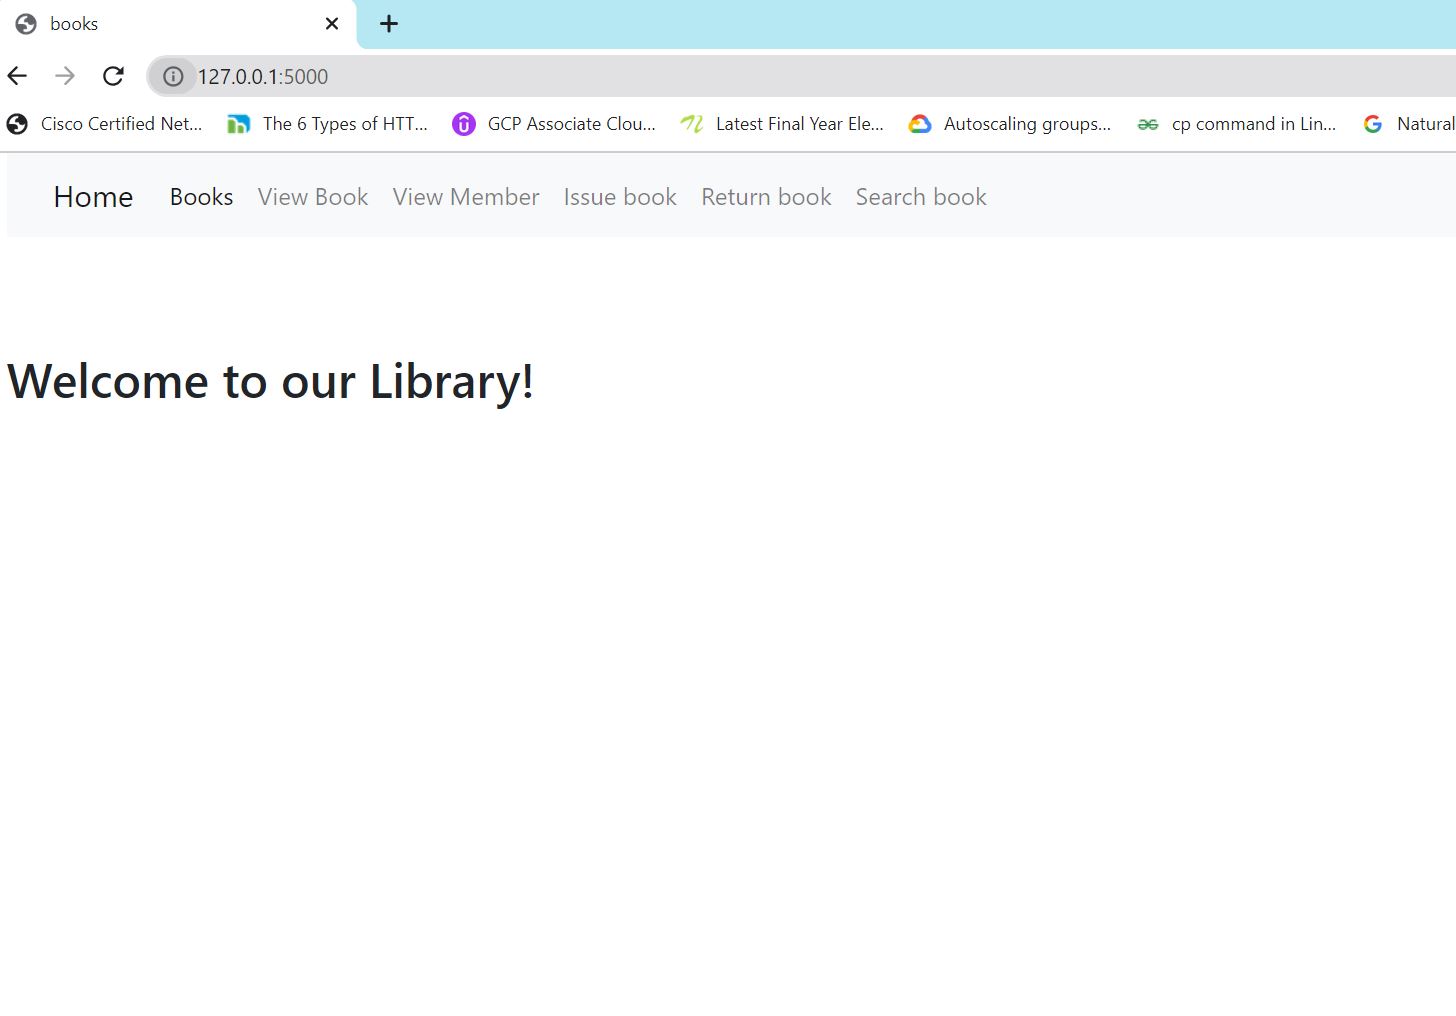 books
127.0.0.1:5000
Cisco Certified Net... The 6 Types of HTT... GCP Associate Clou... Latest Final Year Ele... Autoscaling groups... cp command in Lin... Natural
Home Books View Book View Member Issue book Return book Search book
Welcome to our Library!